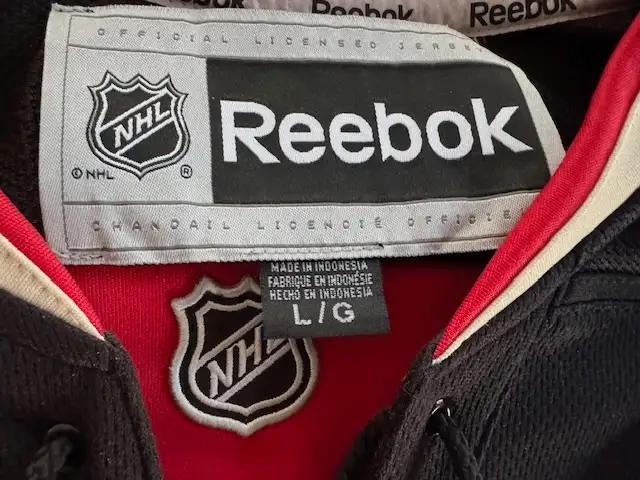 Reebok Reebok
OFFICIAL LICENSED JERSEY
NHL
Reebok
© NHL ®
CHANDAIL LICENCIÉ OFFICIE
MADE IN INDONESIA
FABRIQUE EN INDONÉSIE
HECHO EN INDONESIA
L/G
NHL